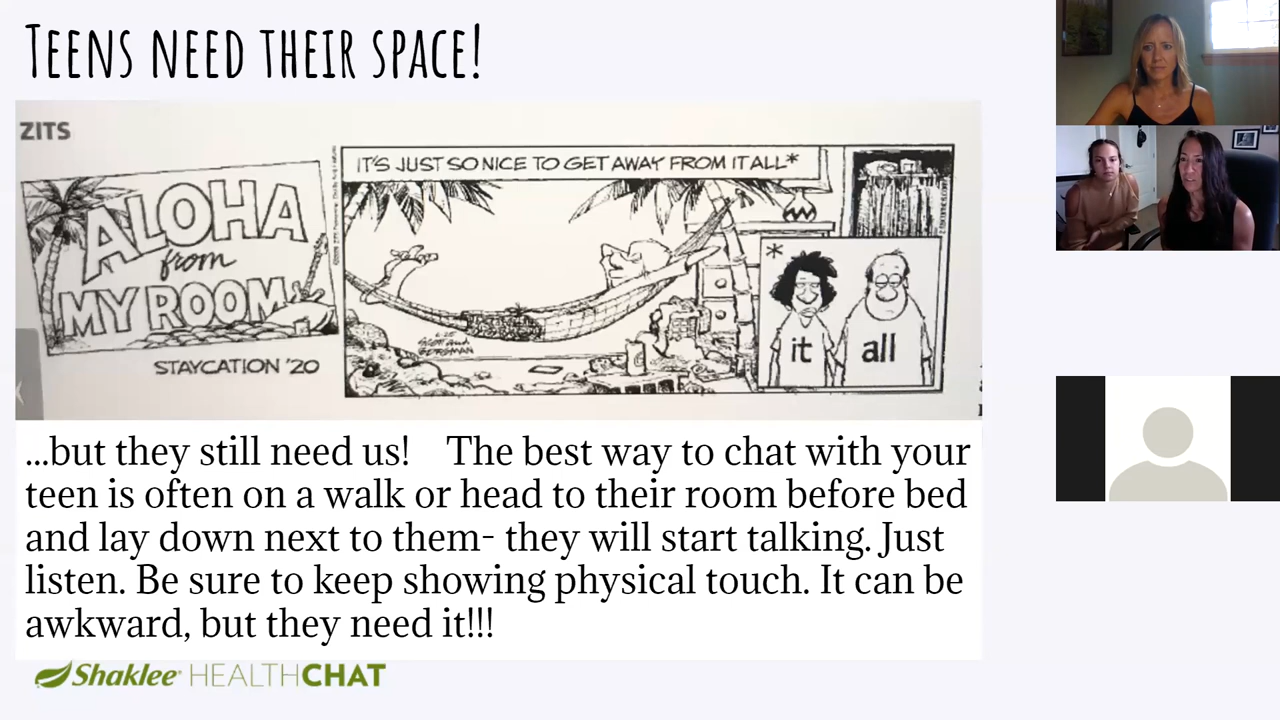 TEENS NEED THEIR SPACE!
ZITS
ALOHA
from
MY ROOM
STAYCATION '20
IT'S JUST SO NICE TO GET AWAY FROM IT ALL*
*
it
all
SCOTT AND
BORGMAN
...but they still need us! The best way to chat with your
teen is often on a walk or head to their room before bed
and lay down next to them- they will start talking. Just
listen. Be sure to keep showing physical touch. It can be
awkward, but they need it!!!
Shaklee HEALTHCHAT